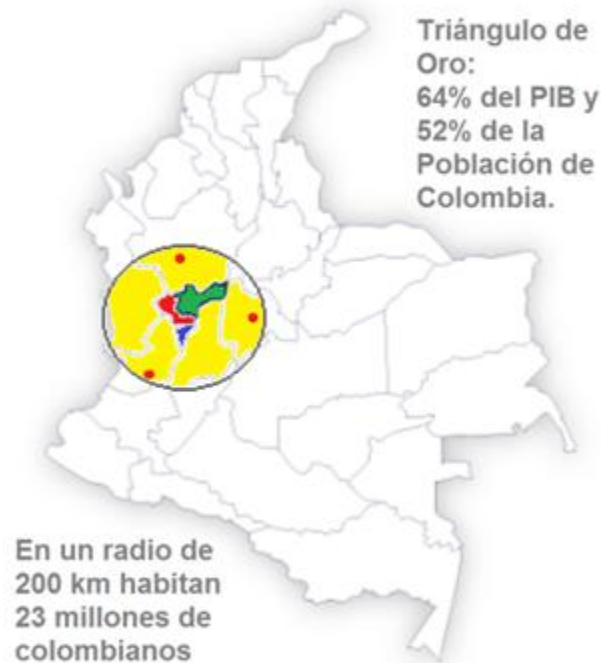 Triángulo de
Oro:
64% del PIB y
52% de la
Población de
Colombia.
En un radio de
200 km habitan
23 millones de
colombianos